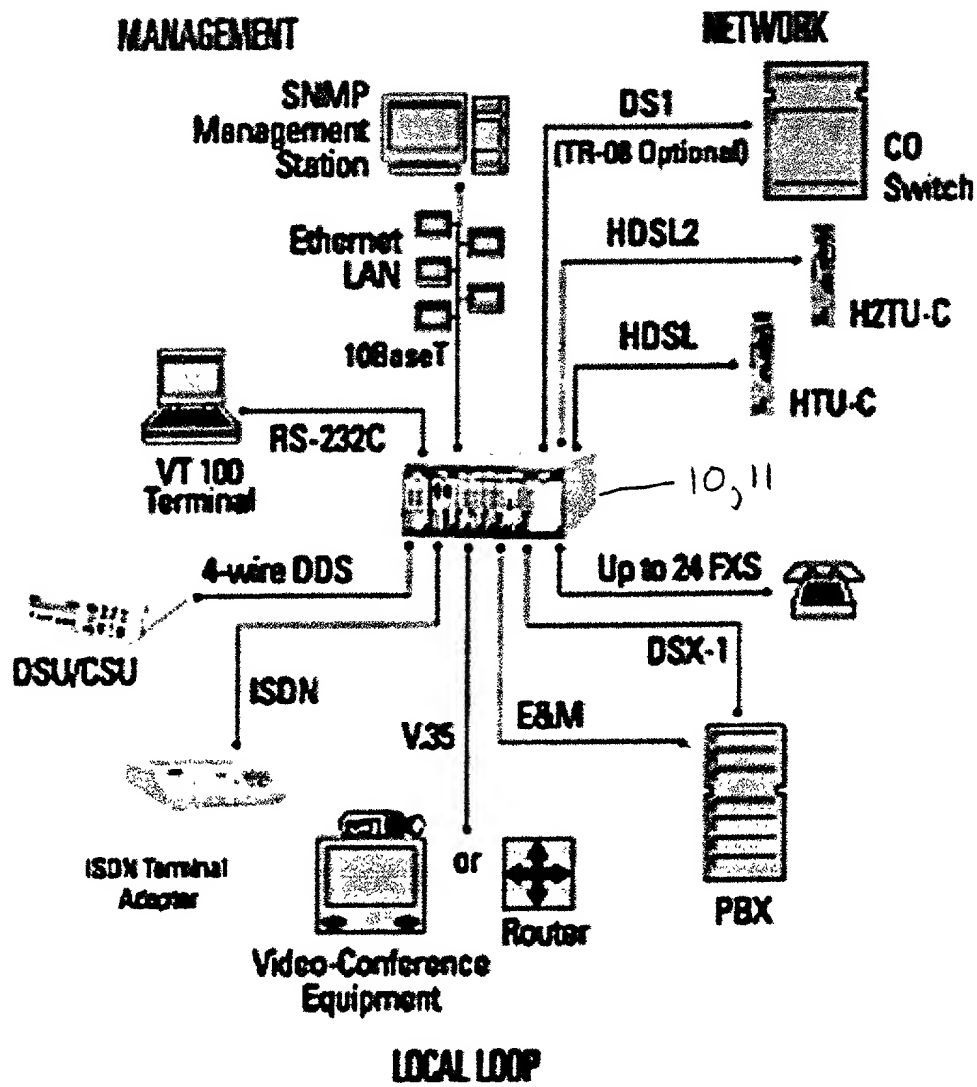 MANAGEMENT
NETWORK
SNMP
Management
Station
DS1
(TR-08 Optional)
CO
Switch
Ethernet
LAN
HDSL2
H2TU-C
10BaseT
HDSL
HTU-C
RS-232C
VT 100
Terminal
10, 11
4-wire DDS
Up to 24 FXS
DSU/CSU
DSX-1
ISDN
E&M
V.35
ISDN Terminal
Adapter
or
Router
PBX
Video-Conference
Equipment
LOCAL LOOP